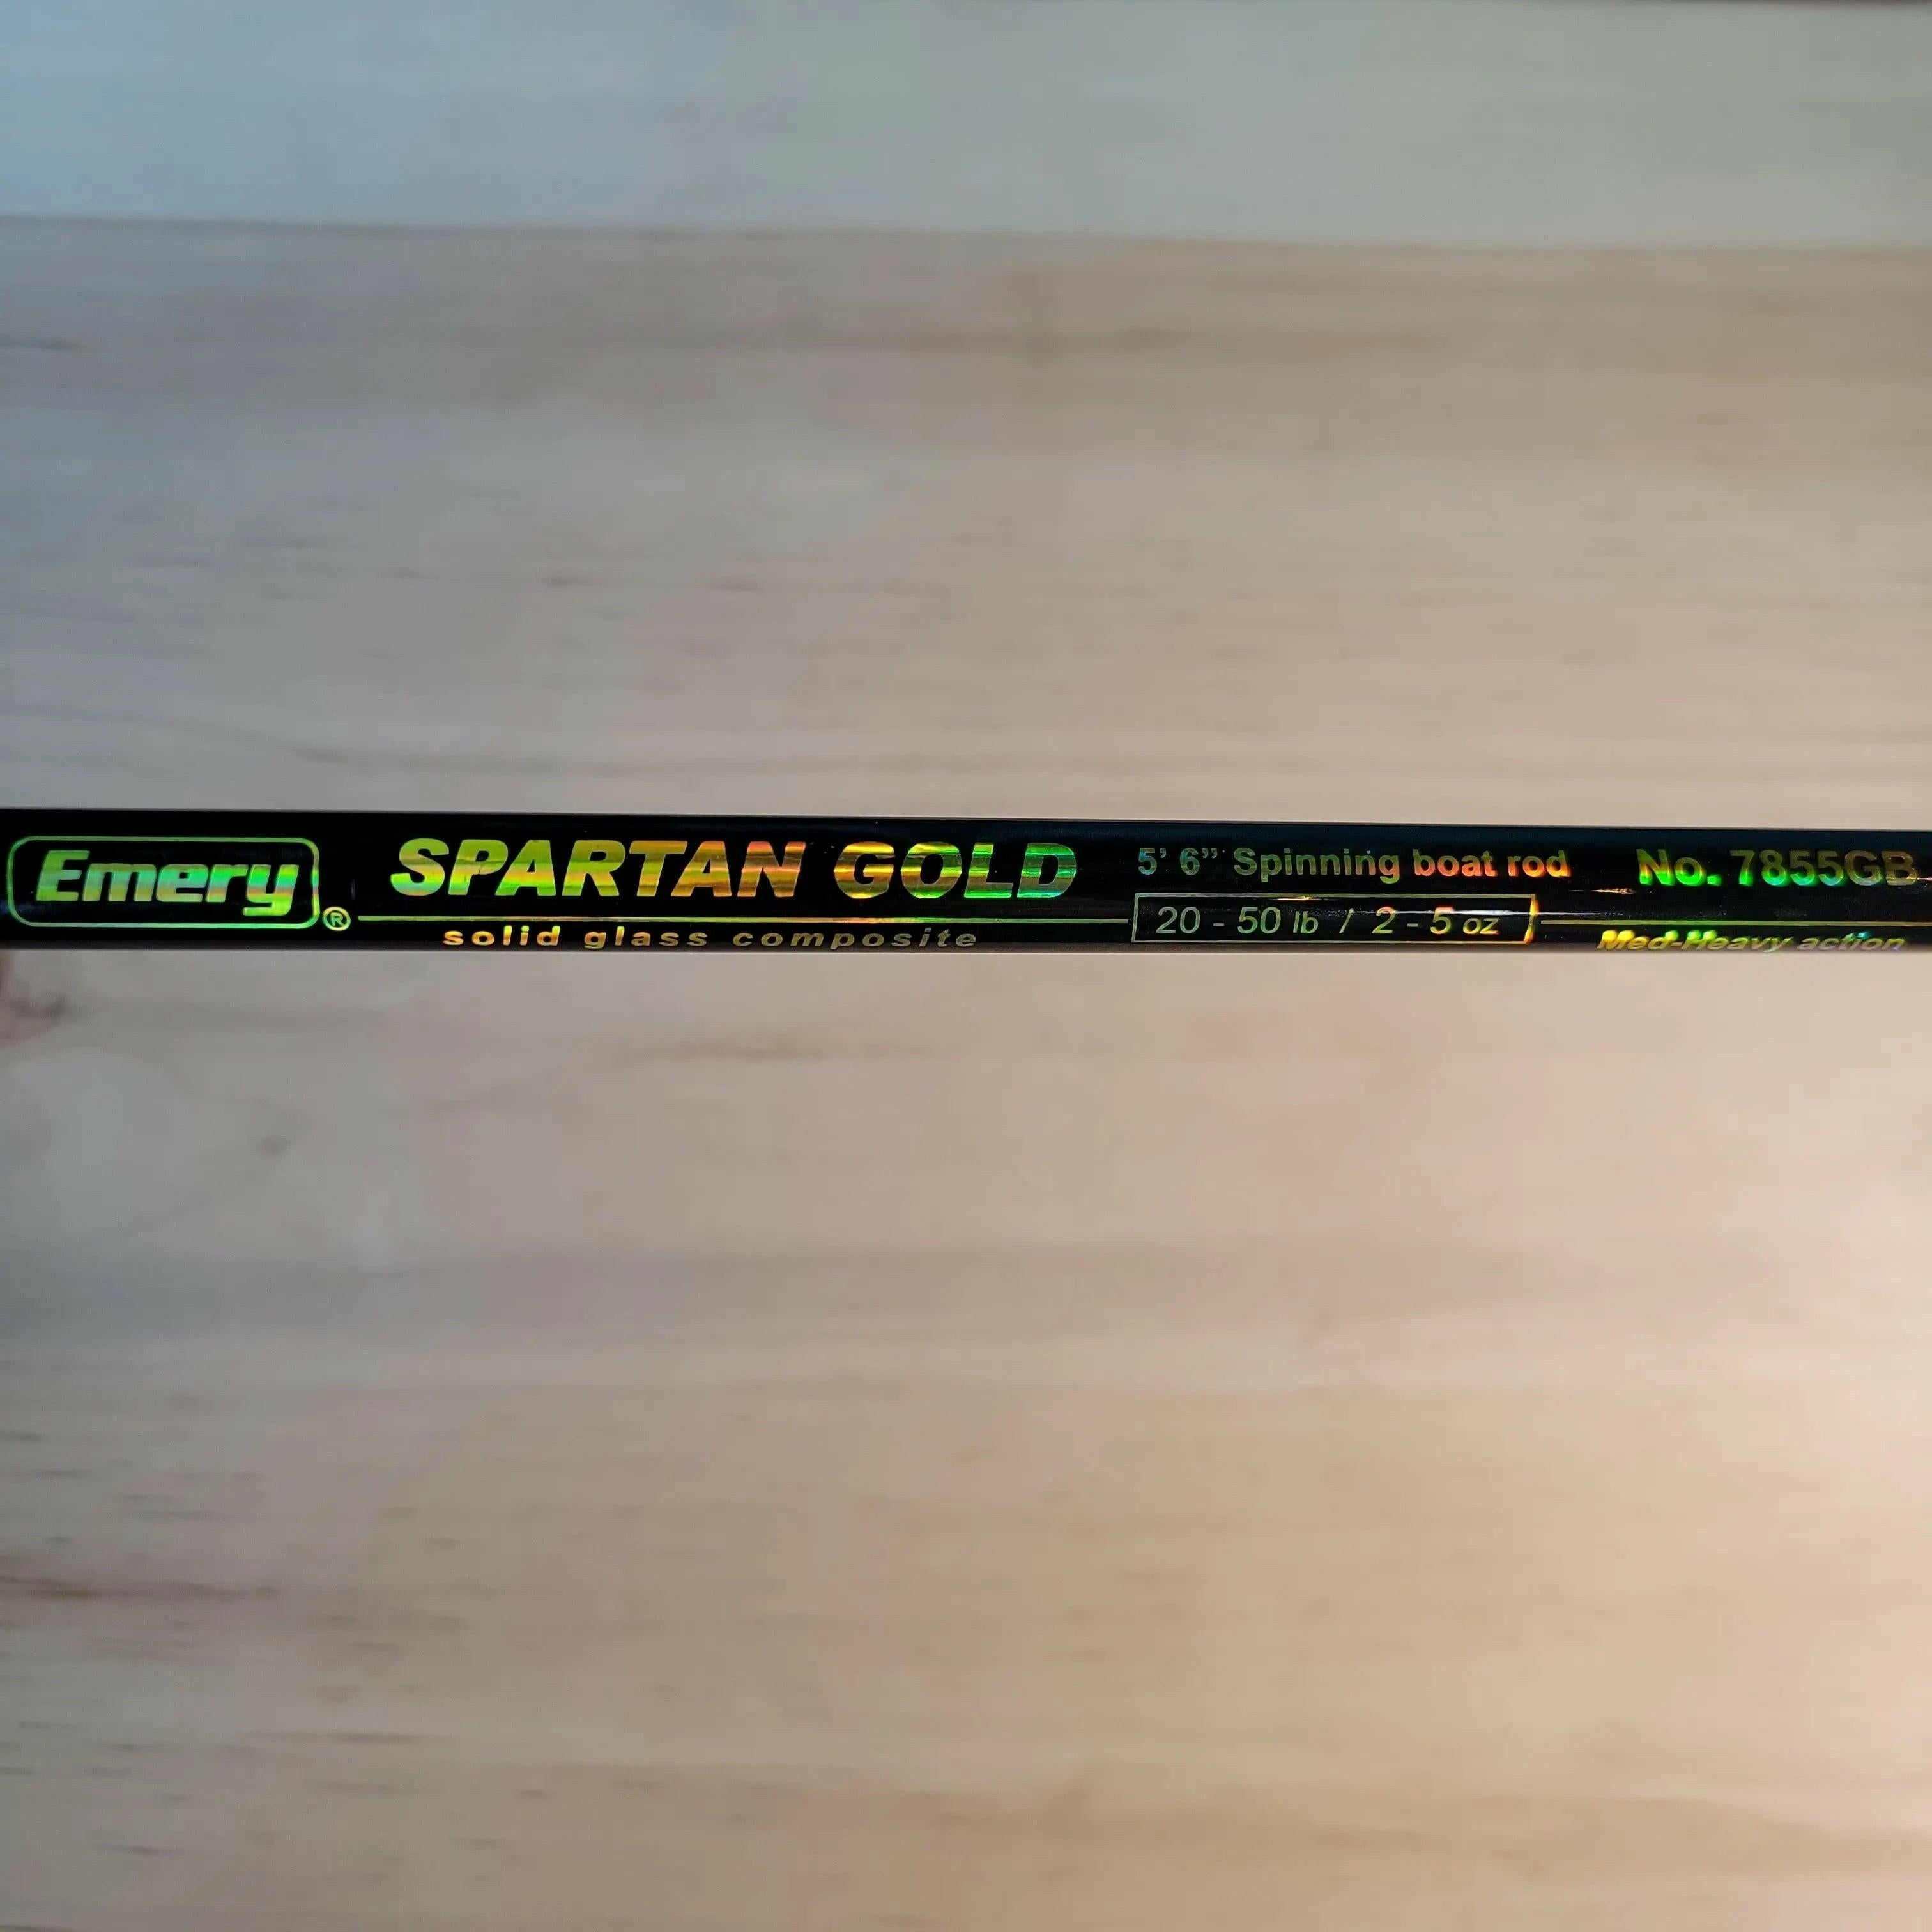 Emery ® SPARTAN GOLD 5' 6" Spinning boat rod No. 7855GB
solid glass composite 20 - 50 lb / 2 - 5 oz Med-Heavy action